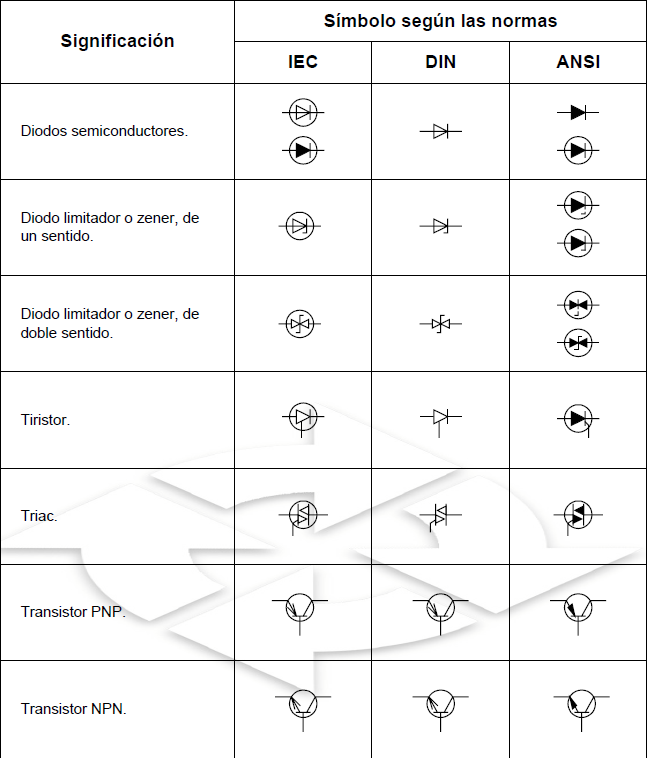 Significación
Símbolo según las normas
IEC
DIN
ANSI
Diodos semiconductores.
Diodo limitador o zener, de
un sentido.
Diodo limitador o zener, de
doble sentido.
Tiristor.
Triac.
Transistor PNP.
Transistor NPN.